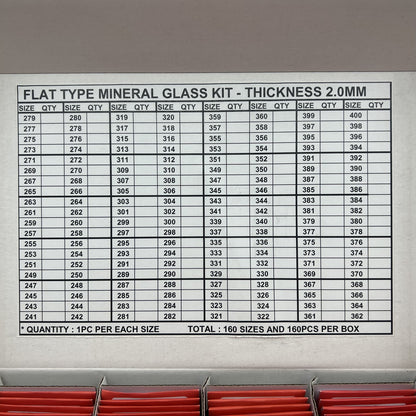 FLAT TYPE MINERAL GLASS KIT - THICKNESS 2.0MM
SIZE QTY SIZE QTY SIZE QTY SIZE QTY SIZE QTY SIZE QTY SIZE QTY SIZE QTY
279 280 319 320 359 360 399 400
277 278 317 318 357 358 397 398
275 276 315 316 355 356 395 396
273 274 313 314 353 354 393 394
271 272 311 312 351 352 391 392
269 270 309 310 349 350 389 390
267 268 307 308 347 348 387 388
265 266 305 306 345 346 385 386
263 264 303 304 343 344 383 384
261 262 301 302 341 342 381 382
259 260 299 300 339 340 379 380
257 258 297 298 337 338 377 378
255 256 295 296 335 336 375 376
253 254 293 294 333 334 373 374
251 252 291 292 331 332 371 372
249 250 289 290 329 330 369 370
247 248 287 288 327 328 367 368
245 246 285 286 325 326 365 366
243 244 283 284 323 324 363 364
241 242 281 282 321 322 361 362
* QUANTITY : 1PC PER EACH SIZE TOTAL : 160 SIZES AND 160PCS PER BOX